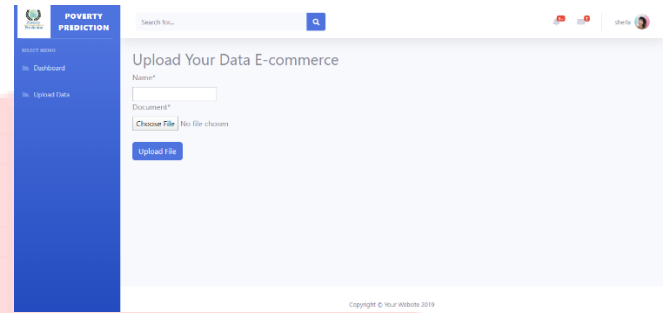 POVERTY
PREDICTION
Search for...
sheila
SELECT MENU
Dashboard
Upload Data
Upload Your Data E-commerce
Name*
Document*
Choose File No file chosen
Upload File
Copyright © Your Website 2019